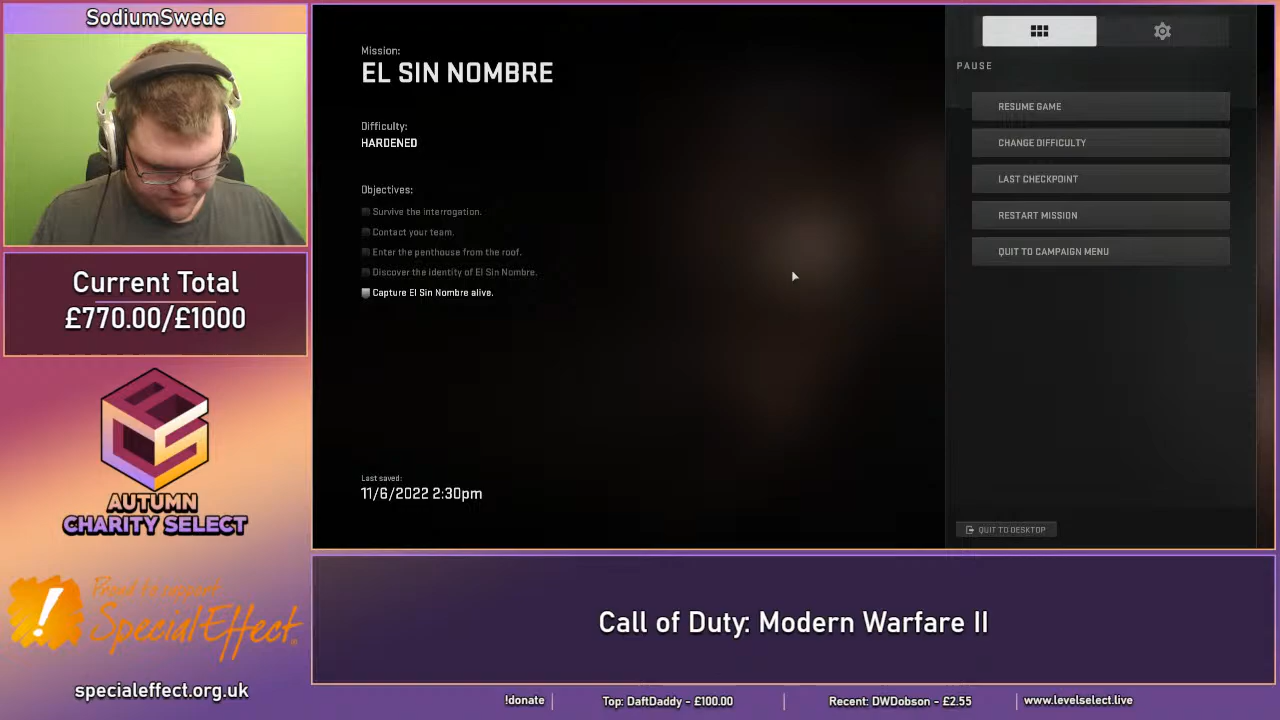 SodiumSwede
Current Total
£770.00/£1000
AUTUMN
CHARITY SELECT
Proud to support
SpecialEffect
specialeffect.org.uk
Mission:
EL SIN NOMBRE
Difficulty:
HARDENED
Objectives:
Survive the interrogation.
Contact your team.
Enter the penthouse from the roof.
Discover the identity of El Sin Nombre.
Capture El Sin Nombre alive.
Last saved:
11/6/2022 2:30pm
PAUSE
RESUME GAME
CHANGE DIFFICULTY
LAST CHECKPOINT
RESTART MISSION
QUIT TO CAMPAIGN MENU
QUIT TO DESKTOP
Call of Duty: Modern Warfare II
!donate
Top: DaftDaddy - £100.00
Recent: DWDobson - £2.55
www.levelselect.live